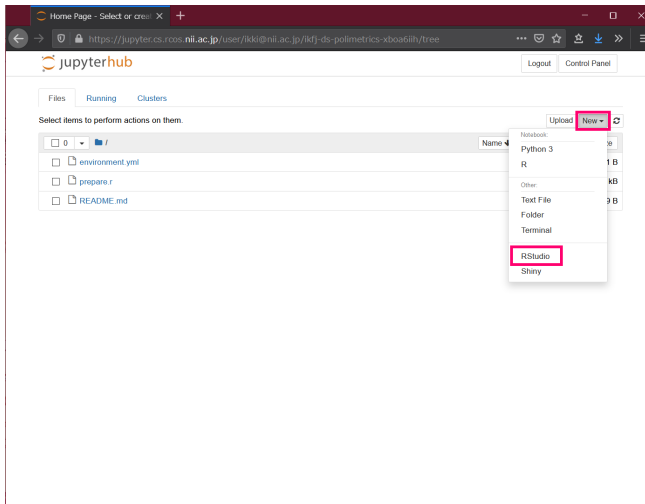 Home Page - Select or creat
https://jupyter.cs.rcos.nii.ac.jp/user/ikki@nii.ac.jp/ikfj-ds-polimetrics-xboa6iih/tree
jupyterhub
Logout Control Panel
Files Running Clusters
Select items to perform actions on them.
Upload New
0 /
Name
ze
Notebook:
Python 3
R
Other:
Text File
Folder
Terminal
RStudio
Shiny
environment.yml
1 B
prepare.r
kB
README.md
9 B